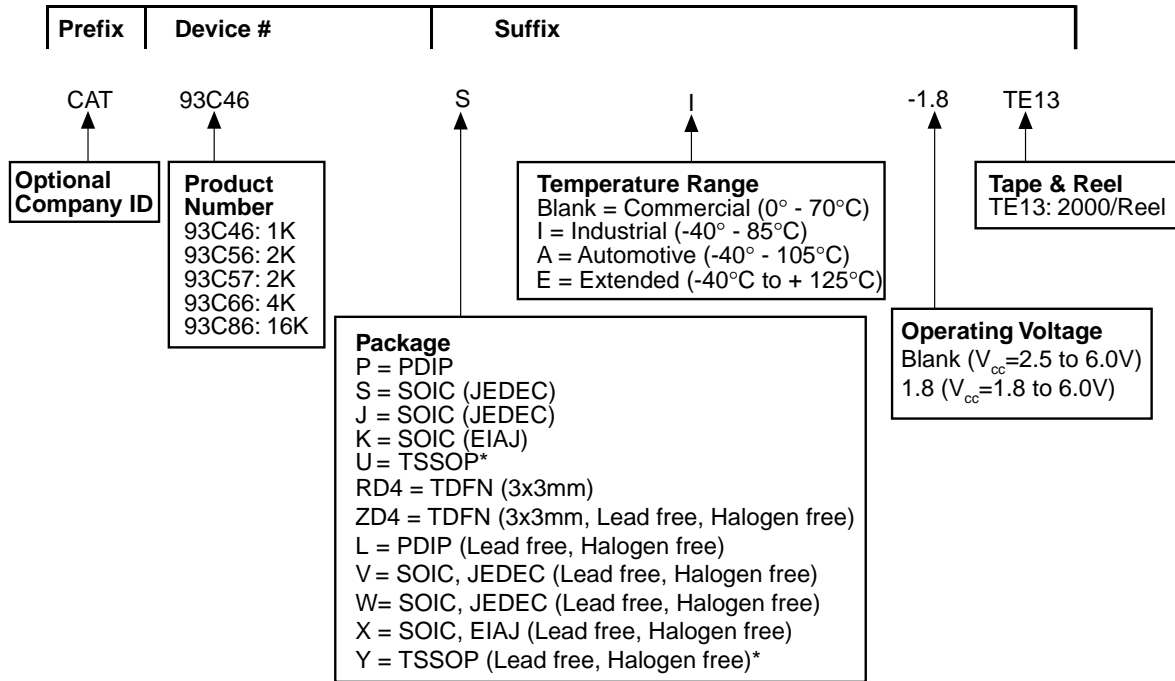 Prefix Device # Suffix
CAT 93C46 S I -1.8 TE13
Optional
Company ID
Product
Number
93C46: 1K
93C56: 2K
93C57: 2K
93C66: 4K
93C86: 16K
Temperature Range
Blank = Commercial (0° - 70°C)
I = Industrial (-40° - 85°C)
A = Automotive (-40° - 105°C)
E = Extended (-40°C to + 125°C)
Tape & Reel
TE13: 2000/Reel
Package
P = PDIP
S = SOIC (JEDEC)
J = SOIC (JEDEC)
K = SOIC (EIAJ)
U = TSSOP*
RD4 = TDFN (3x3mm)
ZD4 = TDFN (3x3mm, Lead free, Halogen free)
L = PDIP (Lead free, Halogen free)
V = SOIC, JEDEC (Lead free, Halogen free)
W= SOIC, JEDEC (Lead free, Halogen free)
X = SOIC, EIAJ (Lead free, Halogen free)
Y = TSSOP (Lead free, Halogen free)*
Operating Voltage
Blank (Vcc=2.5 to 6.0V)
1.8 (Vcc=1.8 to 6.0V)